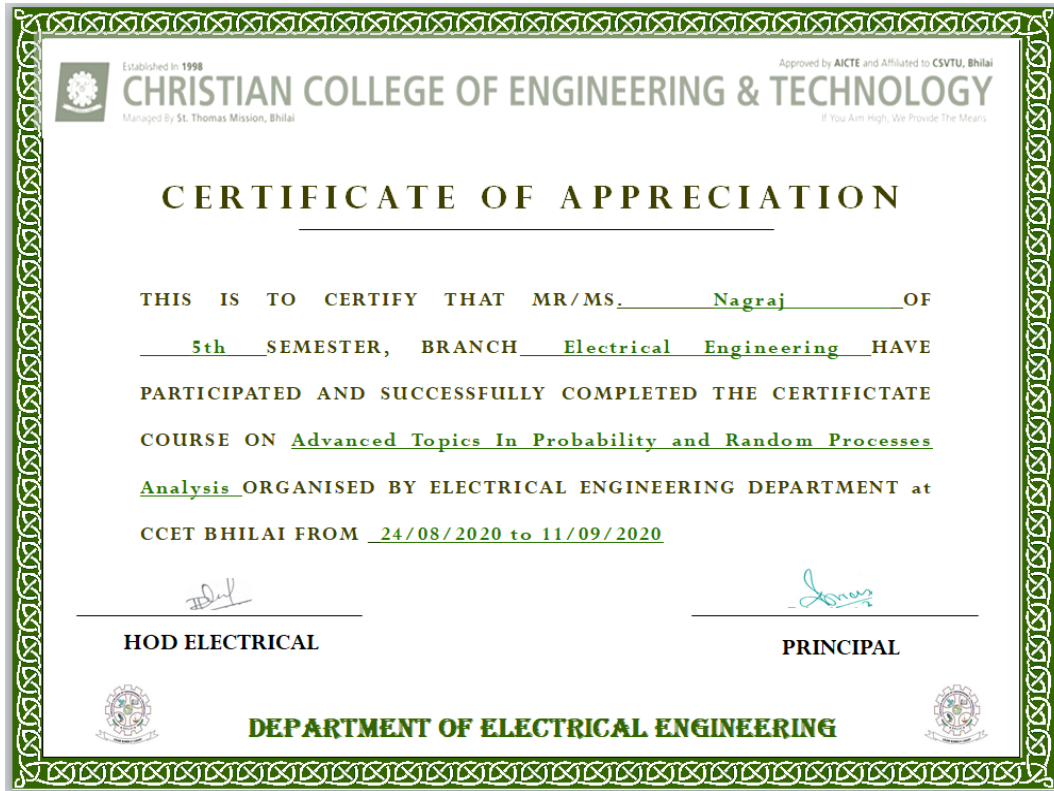 Established In 1998
Approved by AICTE and Affiliated to CSVTU, Bhilai
CHRISTIAN COLLEGE OF ENGINEERING & TECHNOLOGY
Managed By St. Thomas Mission, Bhilai
If You Aim High, We Provide The Means
CERTIFICATE OF APPRECIATION
THIS IS TO CERTIFY THAT MR/MS. Nagraj OF
5th SEMESTER, BRANCH Electrical Engineering HAVE
PARTICIPATED AND SUCCESSFULLY COMPLETED THE CERTIFICTATE
COURSE ON Advanced Topics In Probability and Random Processes
Analysis ORGANISED BY ELECTRICAL ENGINEERING DEPARTMENT at
CCET BHILAI FROM 24/08/2020 to 11/09/2020
HOD ELECTRICAL
PRINCIPAL
DEPARTMENT OF ELECTRICAL ENGINEERING